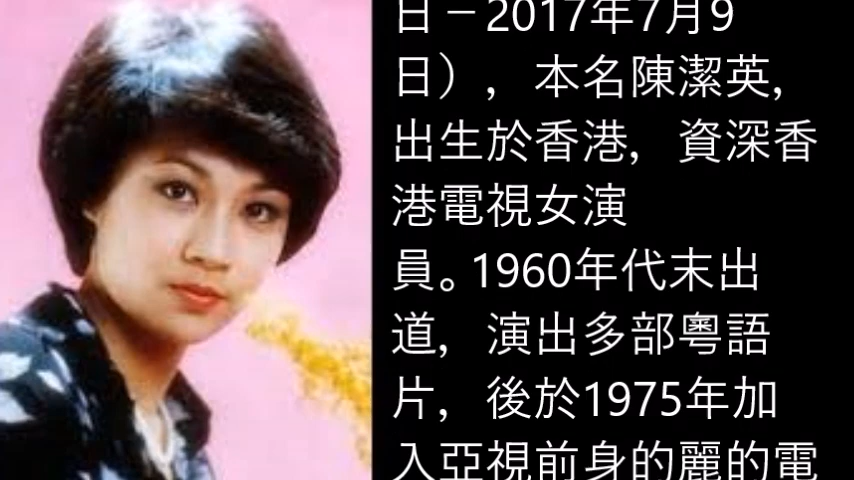 日－2017年7月9
日），本名陳潔英，
出生於香港，資深香
港電視女演
員。1960年代末出
道，演出多部粵語
片，後於1975年加
入亞視前身的麗的電